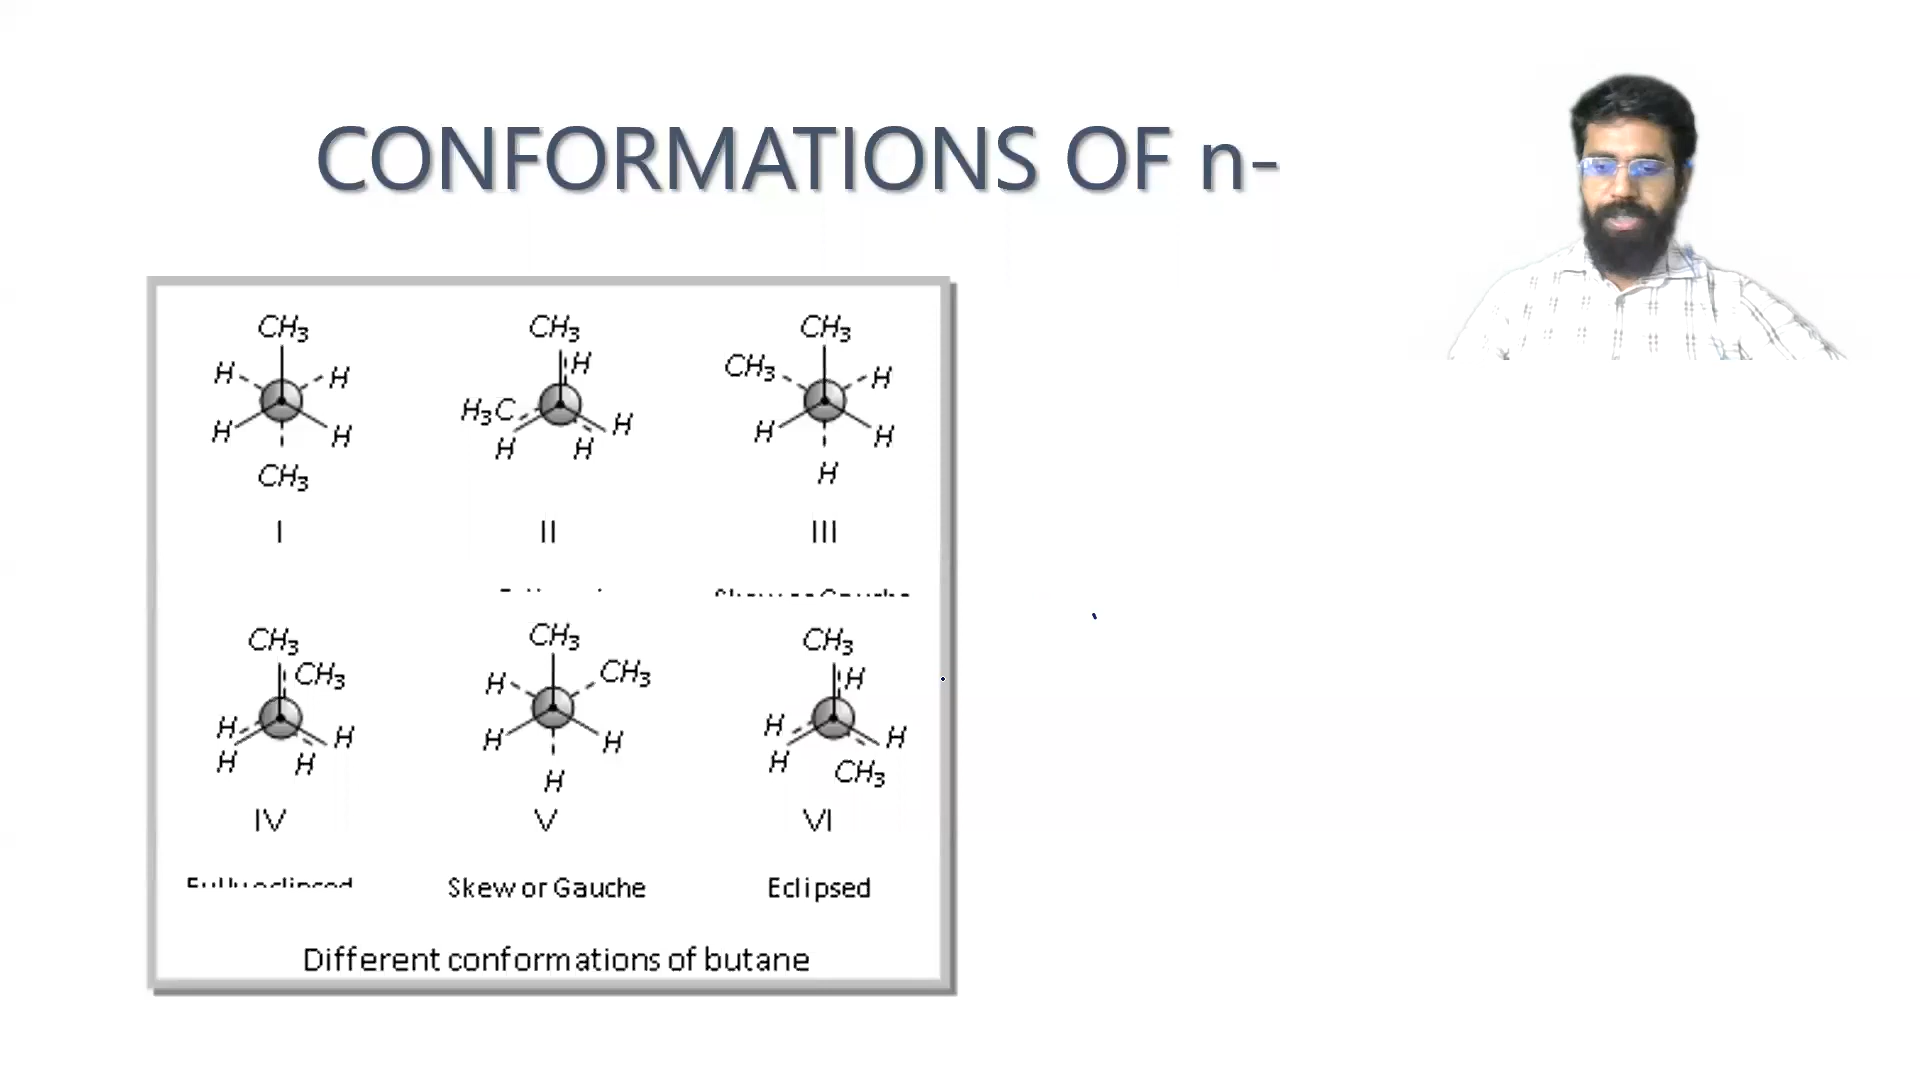 CONFORMATIONS OF n-
CH3 CH3 CH3
H H H CH3 H
H3C H
H H H H H H
CH3 H
I II III
CH3 CH3 CH3
CH3 H CH3 H
H H H H H H
H H H CH3
H
IV V VI
Skew or Gauche Eclipsed
Different conformations of butane